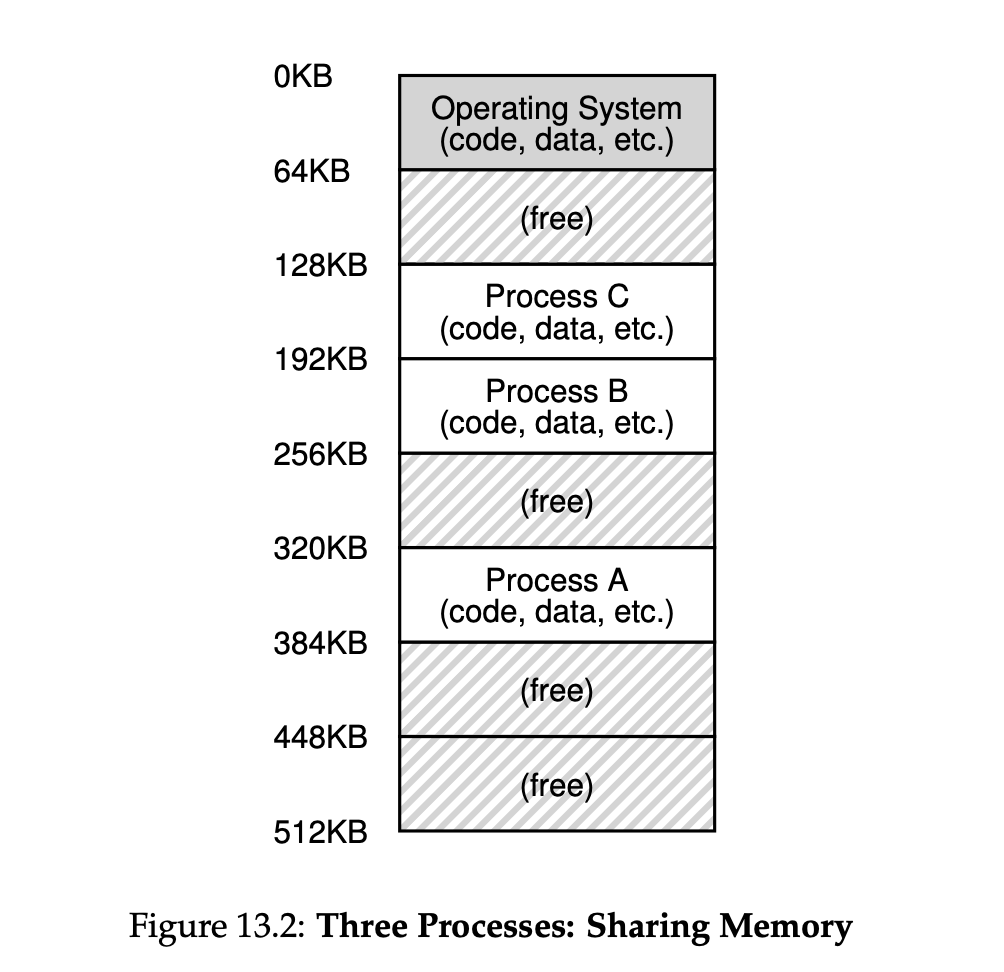 0KB
Operating System
(code, data, etc.)
64KB
(free)
128KB
Process C
(code, data, etc.)
192KB
Process B
(code, data, etc.)
256KB
(free)
320KB
Process A
(code, data, etc.)
384KB
(free)
448KB
(free)
512KB
Figure 13.2: Three Processes: Sharing Memory